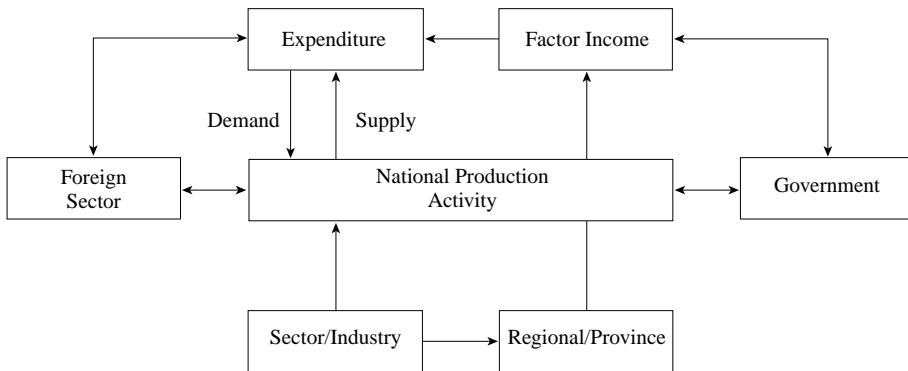 Expenditure
Factor Income
Demand
Supply
Foreign
Sector
National Production
Activity
Government
Sector/Industry
Regional/Province